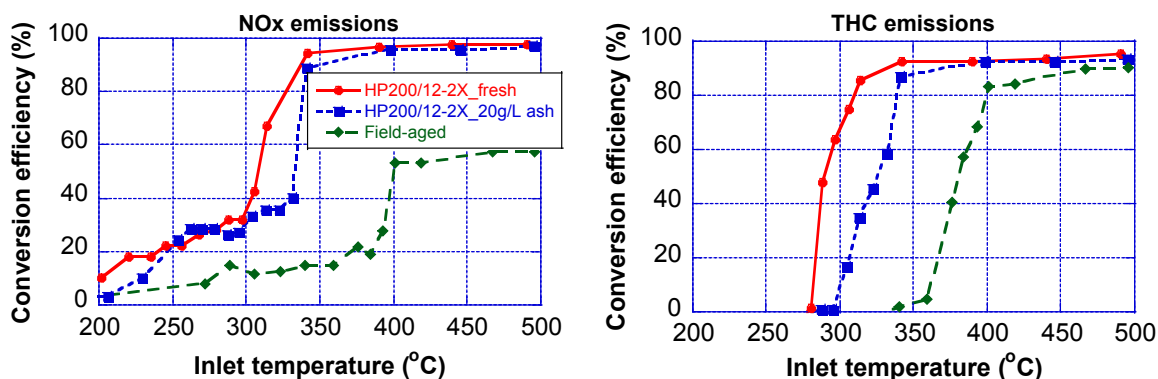 NOx emissions
Conversion efficiency (%)
100
80
60
40
20
0
HP200/12-2X_fresh
HP200/12-2X_20g/L ash
Field-aged
200 250 300 350 400 450 500
Inlet temperature (°C)
THC emissions
Conversion efficiency (%)
100
80
60
40
20
0
200 250 300 350 400 450 500
Inlet temperature (°C)